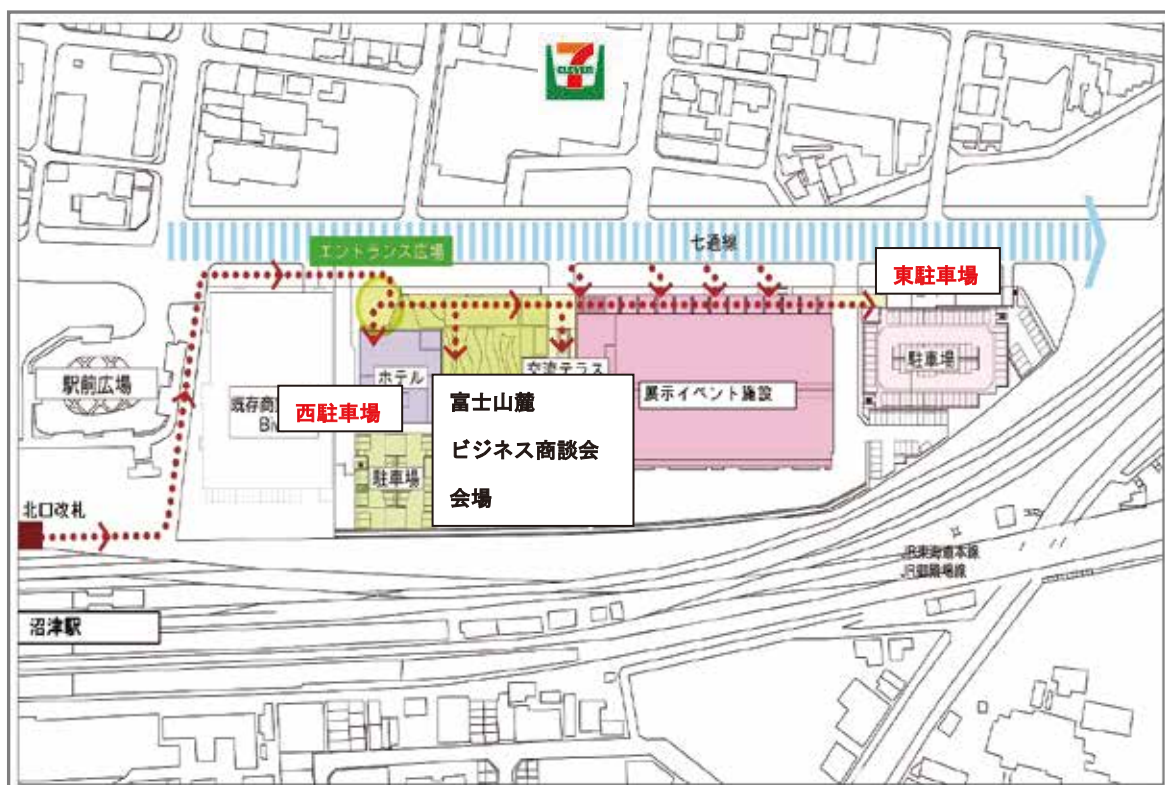 7
ELEVEN
七通線
エントランス広場
東駐車場
駐車場
駅前広場
ホテル
交流テラス
展示イベント施設
西駐車場
既存商
富士山麓
ビジネス商談会
会場
駐車場
北口改札
JR東海道本線
JR御殿場線
沼津駅